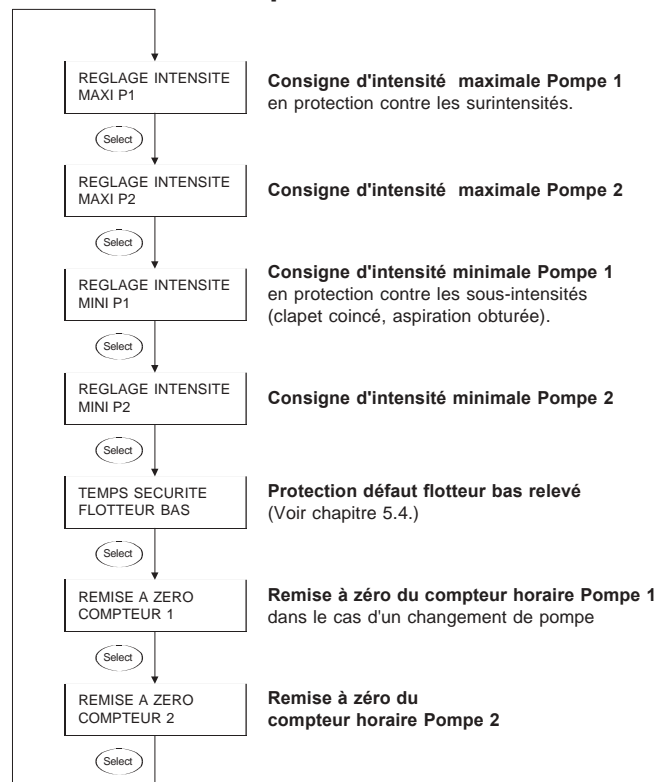 REGLAGE INTENSITE
MAXI P1
Consigne d'intensité maximale Pompe 1
en protection contre les surintensités.
Select
REGLAGE INTENSITE
MAXI P2
Consigne d'intensité maximale Pompe 2
Select
REGLAGE INTENSITE
MINI P1
Consigne d'intensité minimale Pompe 1
en protection contre les sous-intensités
(clapet coincé, aspiration obturée).
Select
REGLAGE INTENSITE
MINI P2
Consigne d'intensité minimale Pompe 2
Select
TEMPS SECURITE
FLOTTEUR BAS
Protection défaut flotteur bas relevé
(Voir chapitre 5.4.)
Select
REMISE A ZERO
COMPTEUR 1
Remise à zéro du compteur horaire Pompe 1
dans le cas d'un changement de pompe
Select
REMISE A ZERO
COMPTEUR 2
Remise à zéro du
compteur horaire Pompe 2
Select